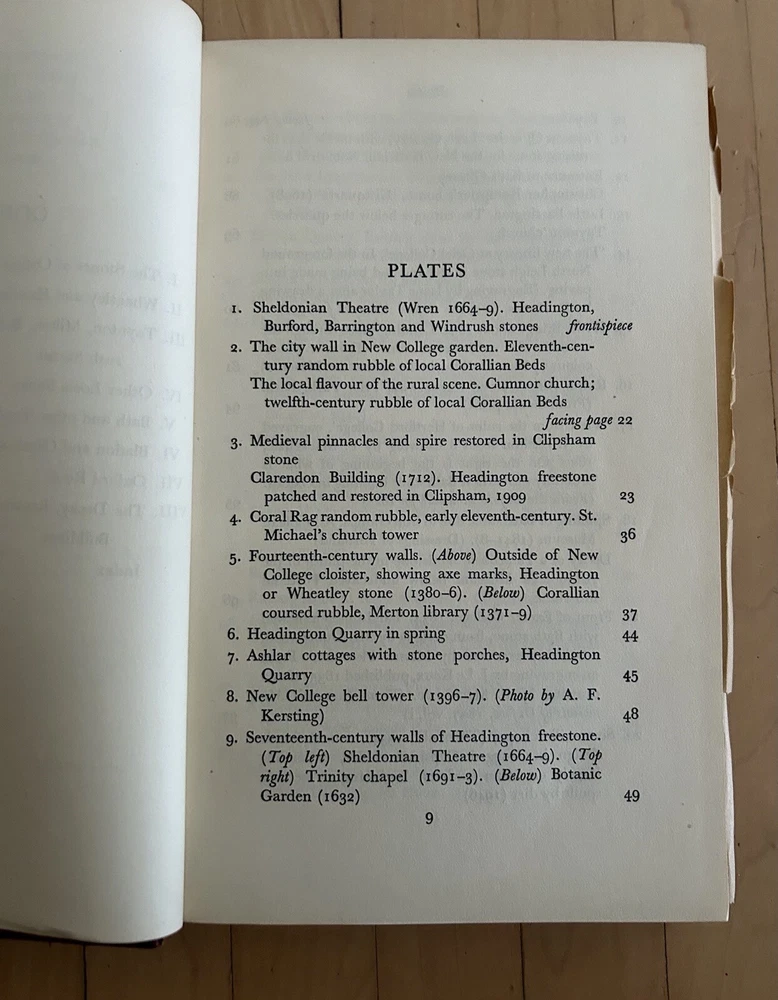 PLATES
1. Sheldonian Theatre (Wren 1664–9). Headington,
Burford, Barrington and Windrush stones frontispiece
2. The city wall in New College garden. Eleventh-cen-
tury random rubble of local Corallian Beds
The local flavour of the rural scene. Cumnor church;
twelfth-century rubble of local Corallian Beds
facing page 22
3. Medieval pinnacles and spire restored in Clipsham
stone
Clarendon Building (1712). Headington freestone
patched and restored in Clipsham, 1909 23
4. Coral Rag random rubble, early eleventh-century. St.
Michael's church tower 36
5. Fourteenth-century walls. (Above) Outside of New
College cloister, showing axe marks, Headington
or Wheatley stone (1380–6). (Below) Corallian
coursed rubble, Merton library (1371–9) 37
6. Headington Quarry in spring 44
7. Ashlar cottages with stone porches, Headington
Quarry 45
8. New College bell tower (1396–7). (Photo by A. F.
Kersting) 48
9. Seventeenth-century walls of Headington freestone.
(Top left) Sheldonian Theatre (1664–9). (Top
right) Trinity chapel (1691–3). (Below) Botanic
Garden (1632) 49
9